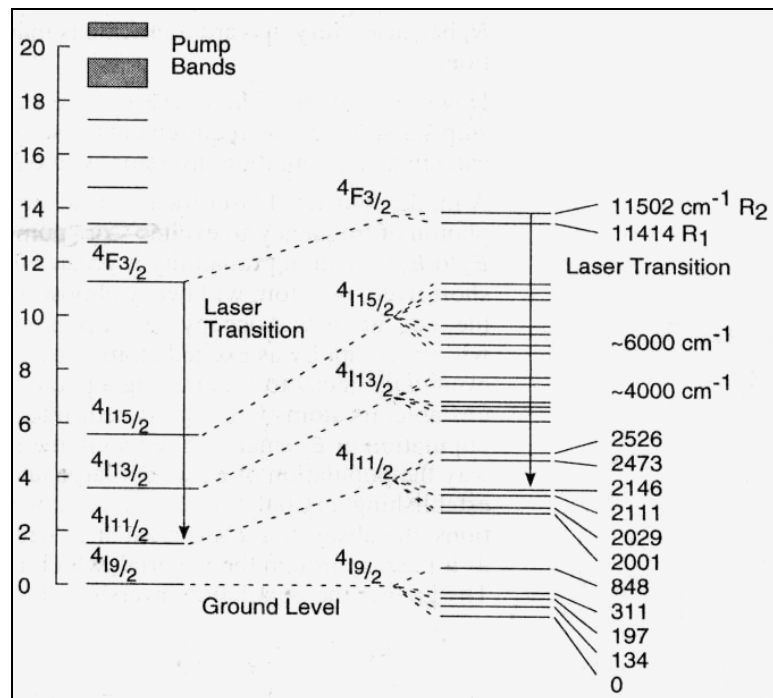 20
18
16
14
12
10
8
6
4
2
0
Pump
Bands
4F3/2
Laser
Transition
4I15/2
4I13/2
4I11/2
4I9/2
Ground Level
4F3/2
4I15/2
4I13/2
4I11/2
4I9/2
11502 cm-1 R2
11414 R1
Laser Transition
~6000 cm-1
~4000 cm-1
2526
2473
2146
2111
2029
2001
848
311
197
134
0